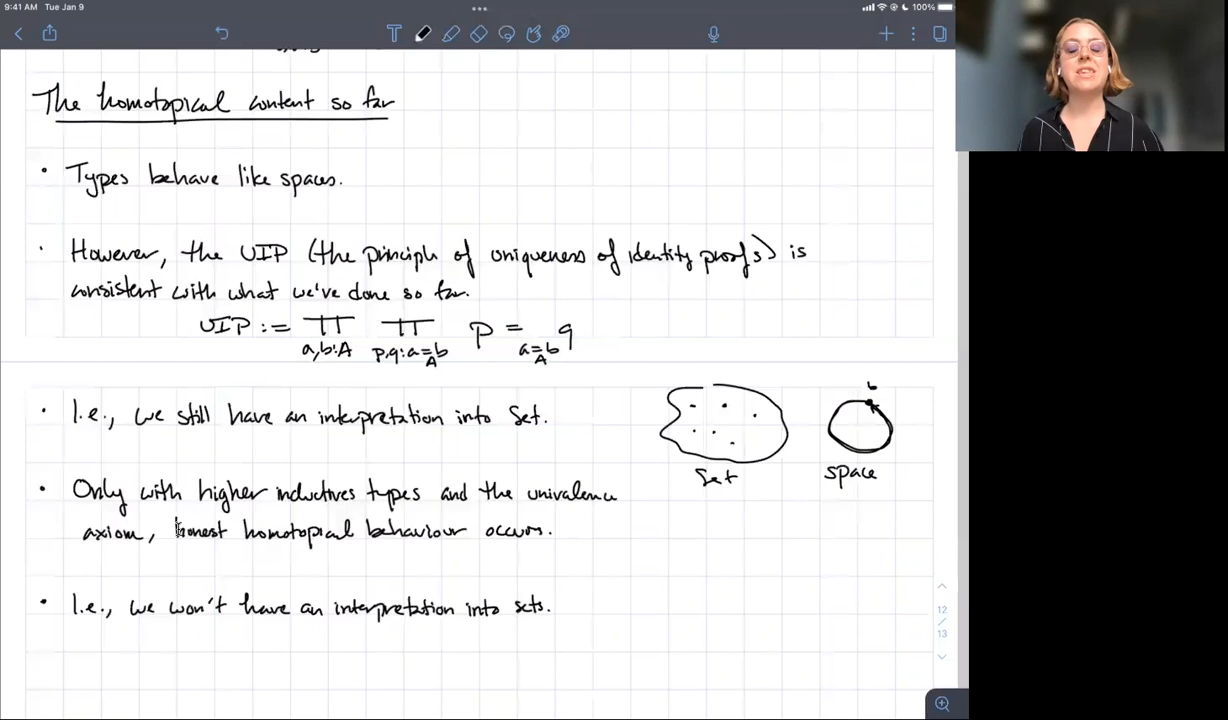 9:41 AM Tue Jan 9
100%
The homotopical content so far
• Types behave like spaces.
• However, the UIP (the principle of uniqueness of identity proofs) is
consistent with what we've done so far.
UIP := ∏ ∏ p = q
a,b:A p,q:a=b a=b
A A
• I.e., we still have an interpretation into Set.
b
Set
space
• Only with higher inductives types and the univalence
axiom, honest homotopical behaviour occurs.
• I.e., we won't have an interpretation into sets.
12
/
13